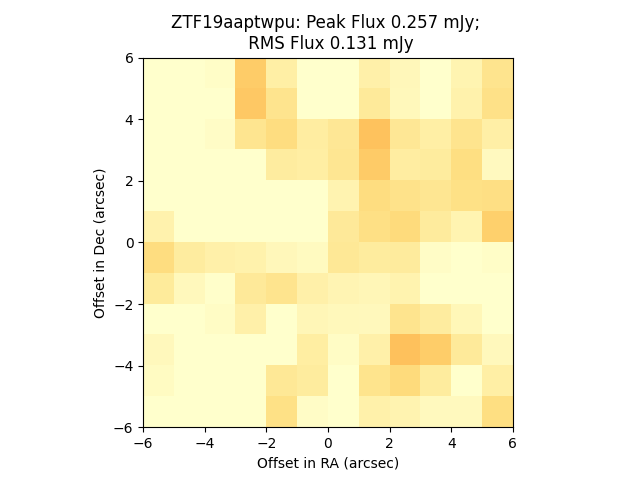 ZTF19aaptwpu: Peak Flux 0.257 mJy;
RMS Flux 0.131 mJy
6
4
2
0
−2
−4
−6
Offset in Dec (arcsec)
−6 −4 −2 0 2 4 6
Offset in RA (arcsec)